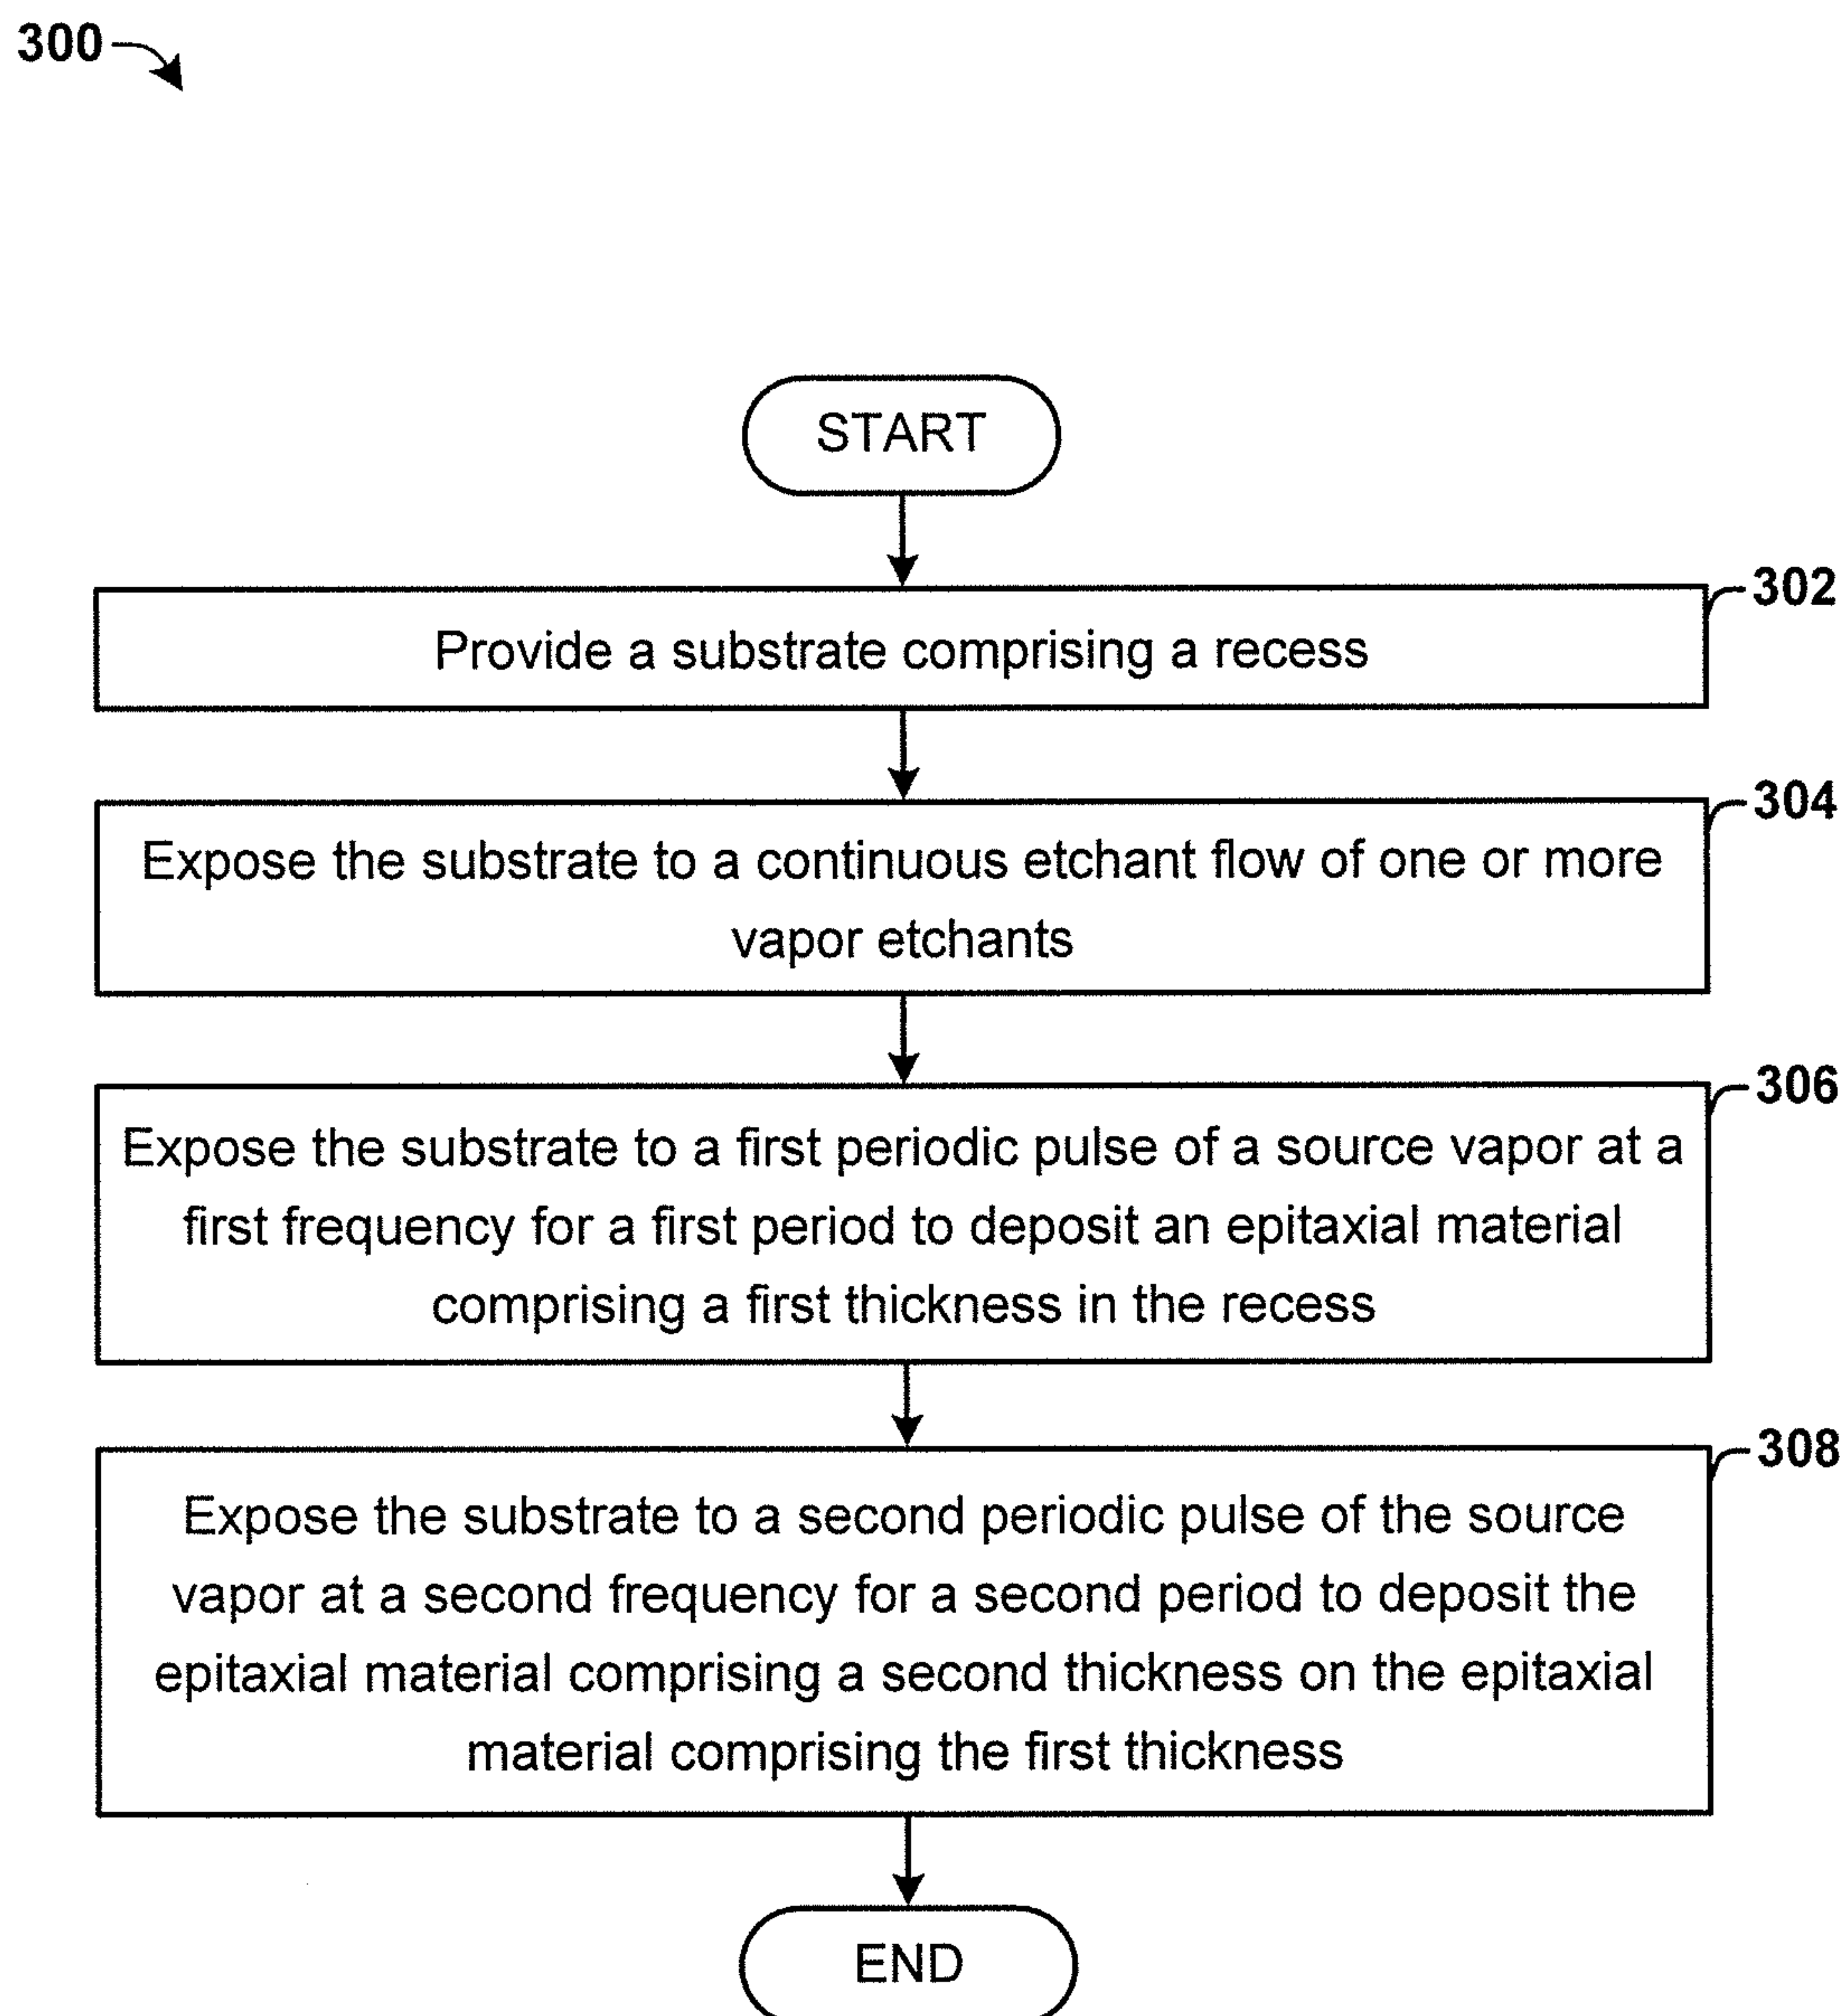 300
START
302
Provide a substrate comprising a recess
304
Expose the substrate to a continuous etchant flow of one or more
vapor etchants
306
Expose the substrate to a first periodic pulse of a source vapor at a
first frequency for a first period to deposit an epitaxial material
comprising a first thickness in the recess
308
Expose the substrate to a second periodic pulse of the source
vapor at a second frequency for a second period to deposit the
epitaxial material comprising a second thickness on the epitaxial
material comprising the first thickness
END